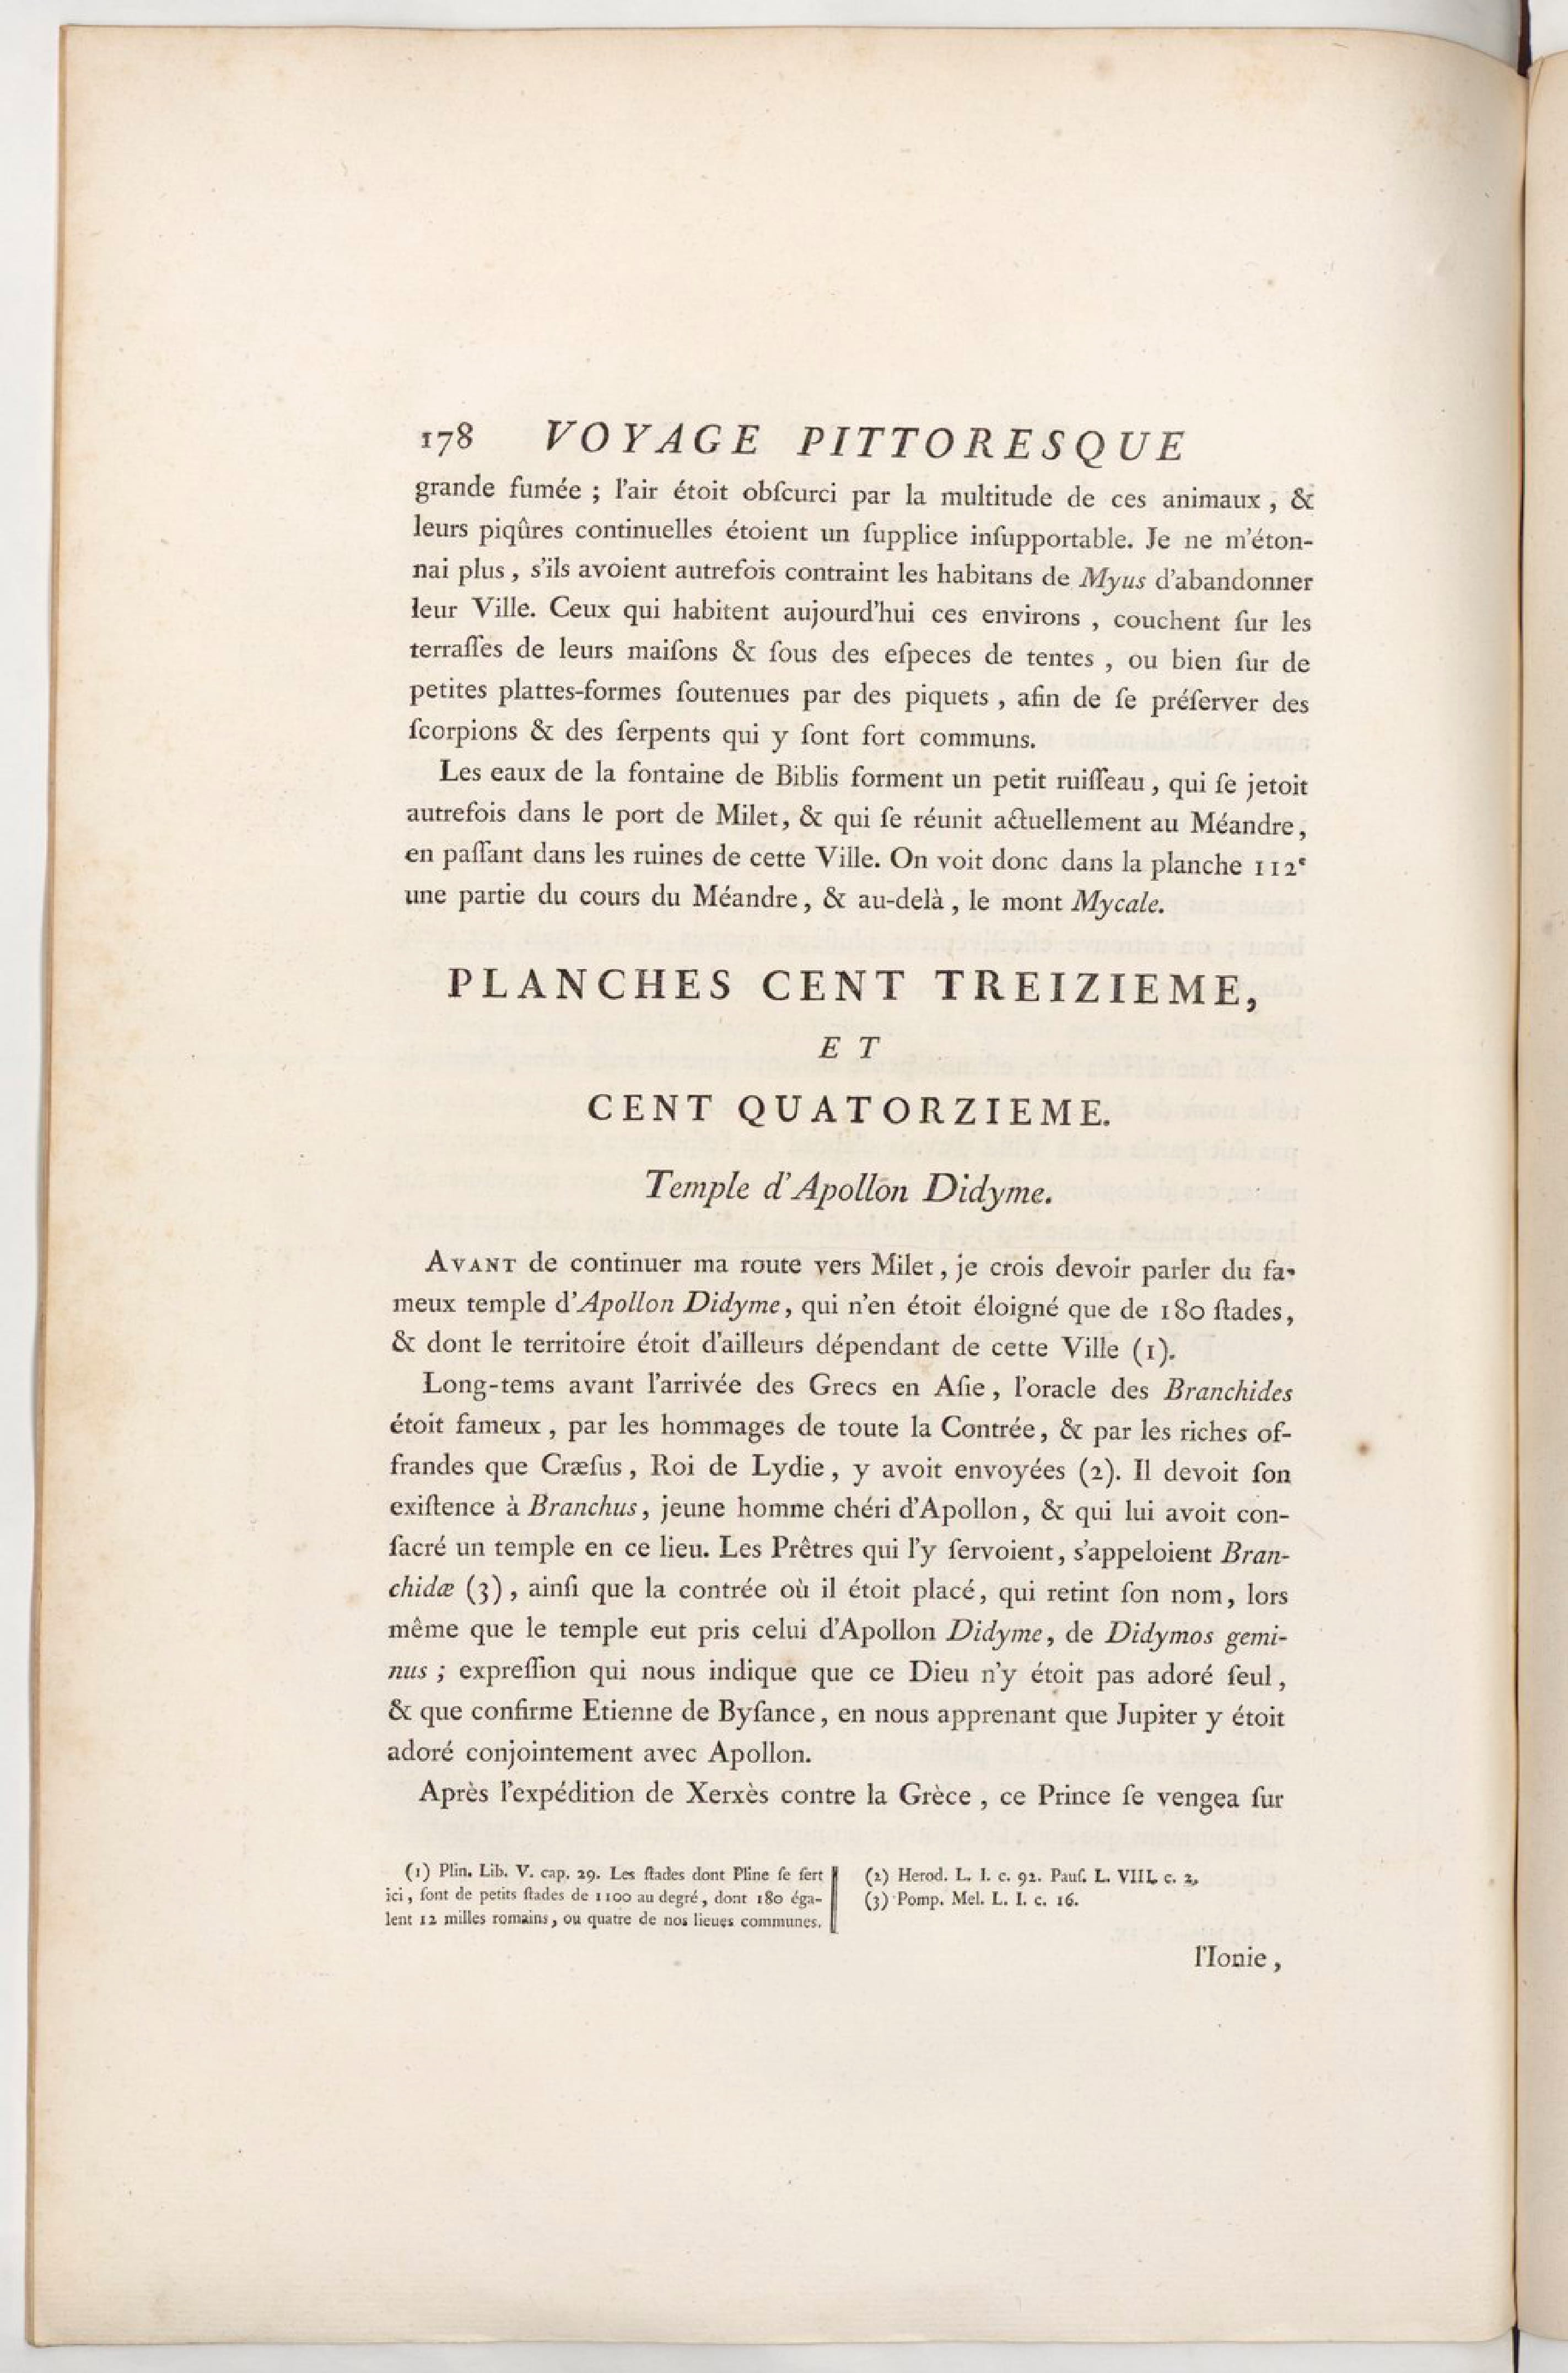 178 VOYAGE PITTORESQUE
grande fumée ; l'air étoit obſcurci par la multitude de ces animaux , &
leurs piqûres continuelles étoient un ſupplice inſupportable. Je ne m'éton-
nai plus , s'ils avoient autrefois contraint les habitans de Myus d'abandonner
leur Ville. Ceux qui habitent aujourd'hui ces environs , couchent ſur les
terraſſes de leurs maiſons & ſous des eſpeces de tentes , ou bien ſur de
petites plattes-formes ſoutenues par des piquets , afin de ſe préſerver des
ſcorpions & des ſerpents qui y ſont fort communs.
Les eaux de la fontaine de Biblis forment un petit ruiſſeau , qui ſe jetoit
autrefois dans le port de Milet, & qui ſe réunit actuellement au Méandre,
en paſſant dans les ruines de cette Ville. On voit donc dans la planche 112e
une partie du cours du Méandre, & au-delà , le mont Mycale.
PLANCHES CENT TREIZIEME,
ET
CENT QUATORZIEME.
Temple d'Apollon Didyme.
AVANT de continuer ma route vers Milet, je crois devoir parler du fa-
meux temple d'Apollon Didyme, qui n'en étoit éloigné que de 180 ſtades,
& dont le territoire étoit d'ailleurs dépendant de cette Ville (1).
Long-tems avant l'arrivée des Grecs en Aſie , l'oracle des Branchides
étoit fameux , par les hommages de toute la Contrée, & par les riches of-
frandes que Cræſus , Roi de Lydie, y avoit envoyées (2). Il devoit ſon
exiſtence à Branchus, jeune homme chéri d'Apollon, & qui lui avoit con-
ſacré un temple en ce lieu. Les Prêtres qui l'y ſervoient, s'appeloient Bran-
chidæ (3) , ainſi que la contrée où il étoit placé, qui retint ſon nom, lors
même que le temple eut pris celui d'Apollon Didyme, de Didymos gemi-
nus ; expreſſion qui nous indique que ce Dieu n'y étoit pas adoré ſeul,
& que confirme Etienne de Byſance, en nous apprenant que Jupiter y étoit
adoré conjointement avec Apollon.
Après l'expédition de Xerxès contre la Grèce , ce Prince ſe vengea ſur
(1) Plin. Lib. V. cap. 29. Les ſtades dont Pline ſe ſert
ici, ſont de petits ſtades de 1100 au degré, dont 180 éga-
lent 12 milles romains, ou quatre de nos lieues communes.
(2) Herod. L. I. c. 92. Pauſ. L. VIII. c. 2.
(3) Pomp. Mel. L. I. c. 16.
l'Ionie ,